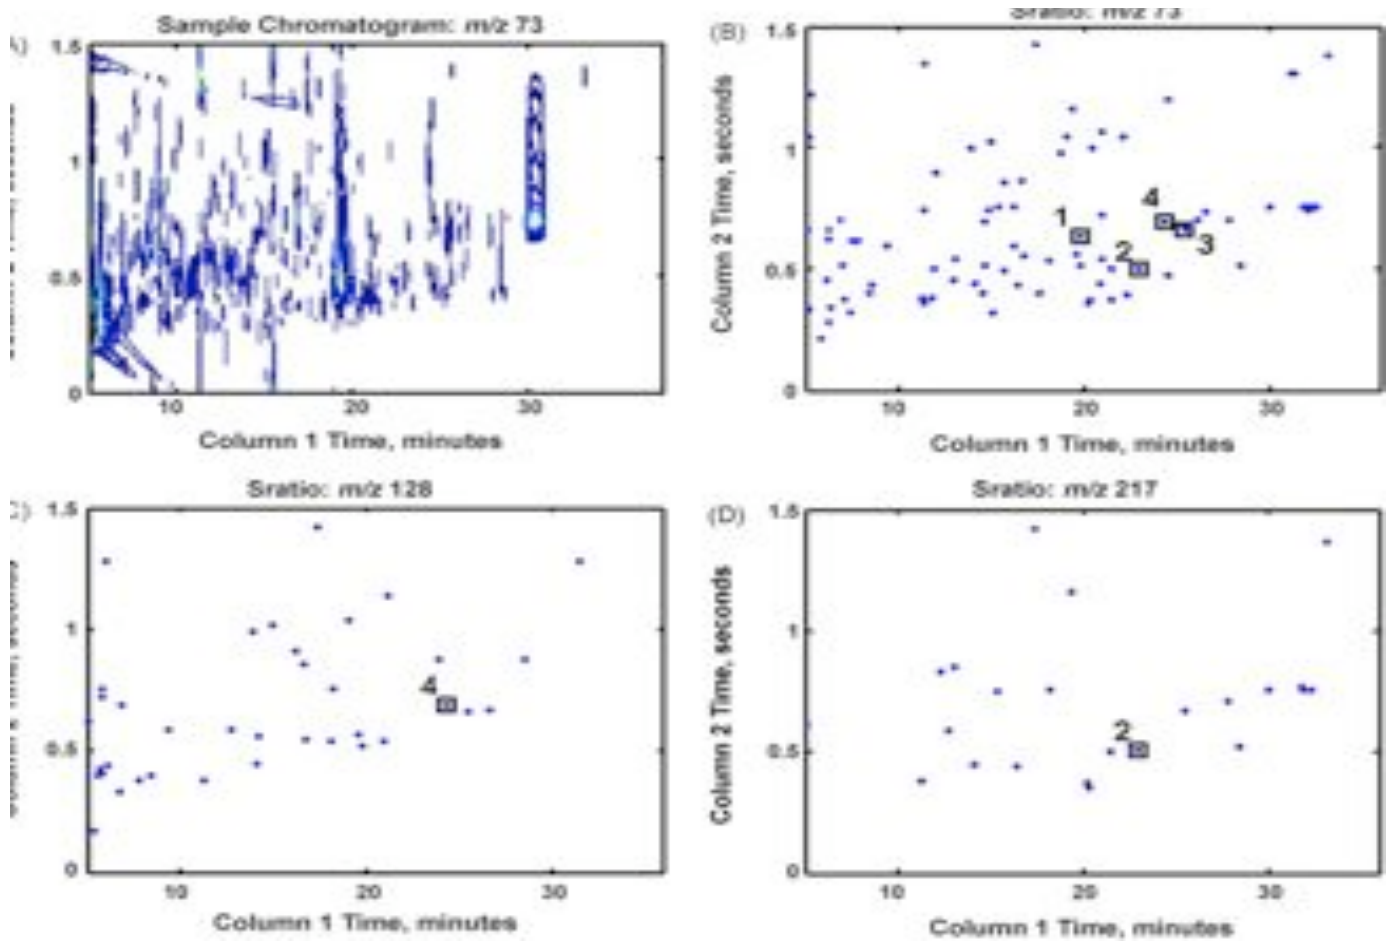 Sample Chromatogram: m/z 73
1.5
1
0.5
0
10 20 30
Column 1 Time, minutes
Sratio: m/z 73
(B)
1.5
1
0.5
0
Column 2 Time, seconds
1
2
3
4
10 20 30
Column 1 Time, minutes
Sratio: m/z 128
1.5
1
0.5
0
4
10 20 30
Column 1 Time, minutes
Sratio: m/z 217
(D)
1.5
1
0.5
0
Column 2 Time, seconds
2
10 20 30
Column 1 Time, minutes